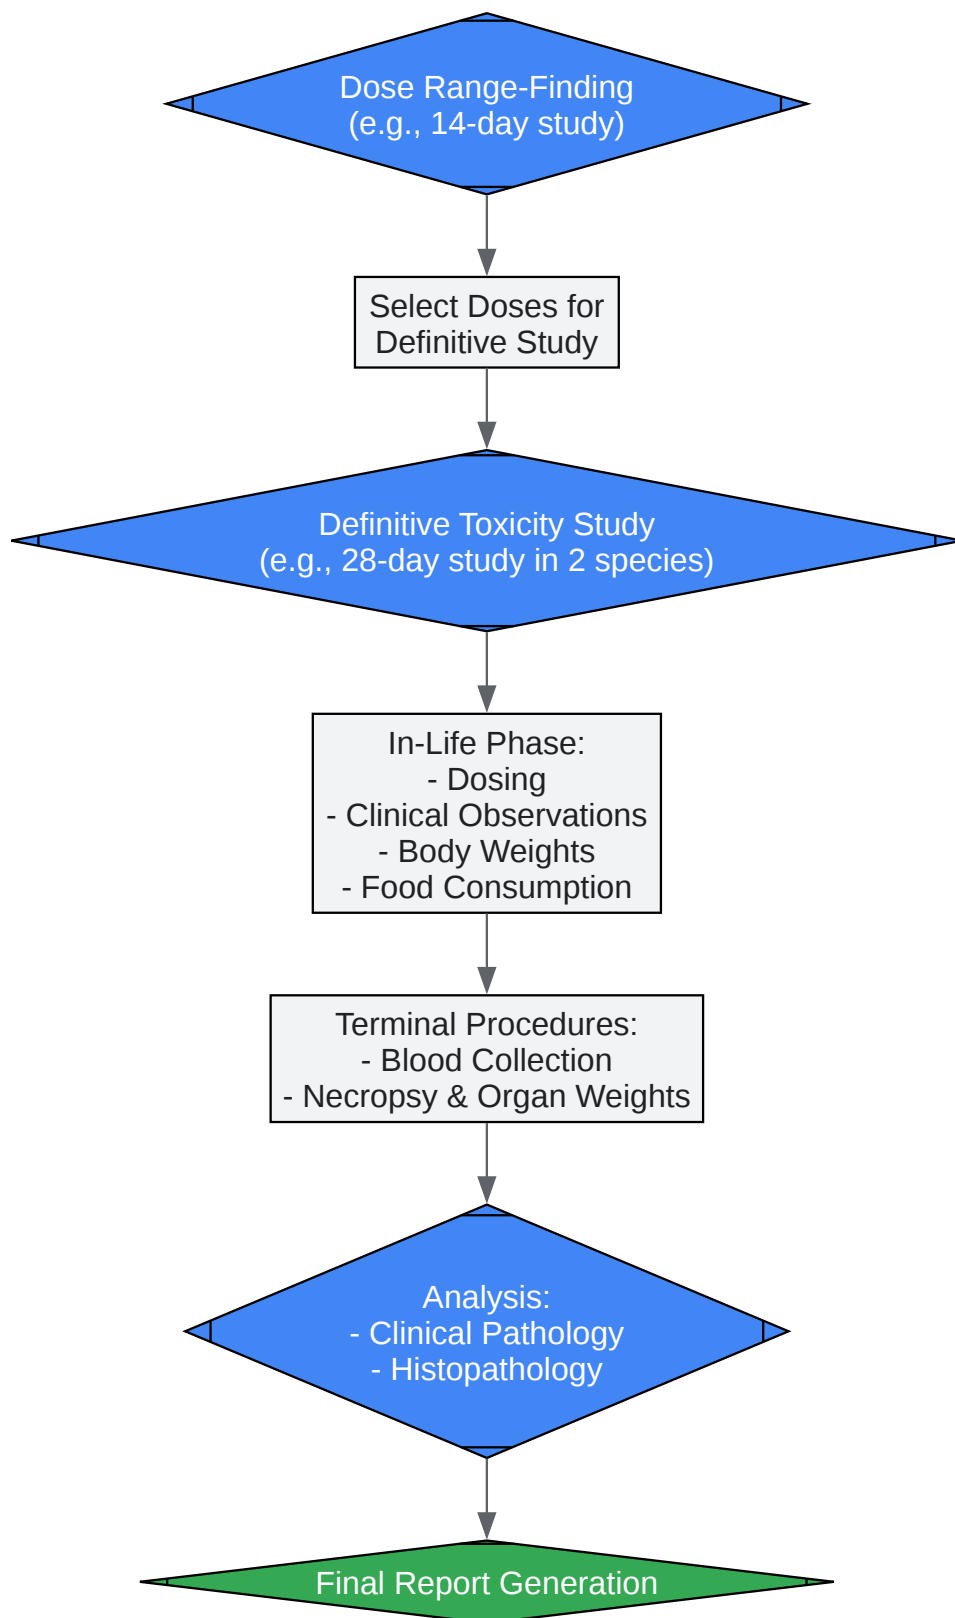 Dose Range-Finding
(e.g., 14-day study)
Select Doses for
Definitive Study
Definitive Toxicity Study
(e.g., 28-day study in 2 species)
In-Life Phase:
- Dosing
- Clinical Observations
- Body Weights
- Food Consumption
Terminal Procedures:
- Blood Collection
- Necropsy & Organ Weights
Analysis:
- Clinical Pathology
- Histopathology
Final Report Generation